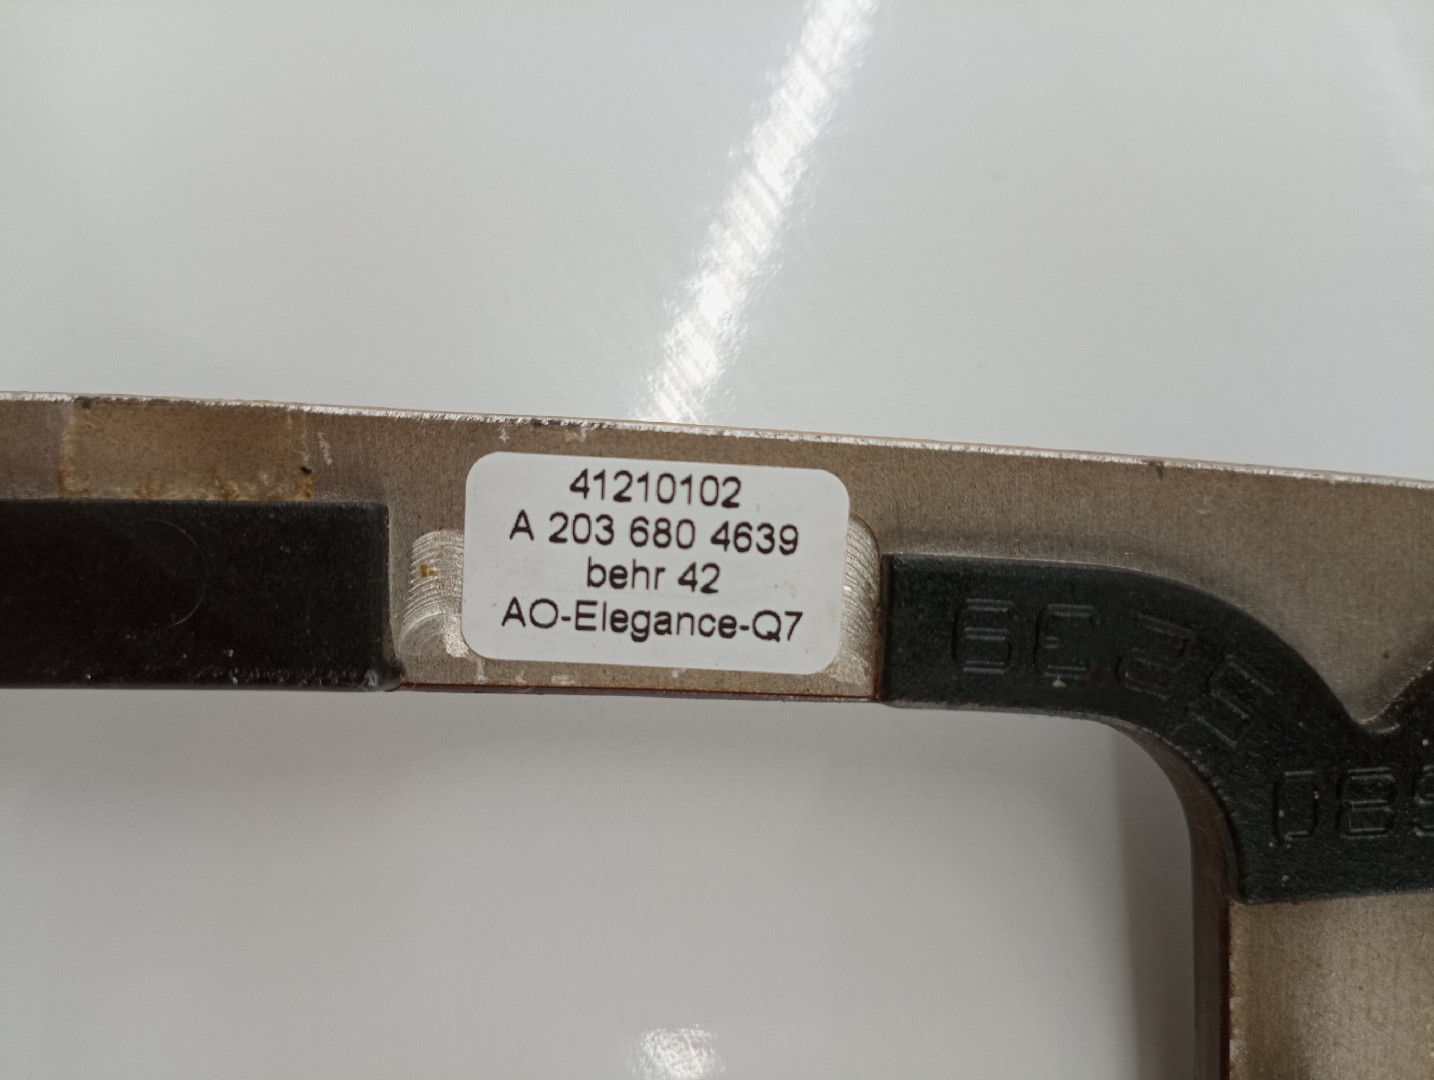 41210102
A 203 680 4639
behr 42
AO-Elegance-Q7